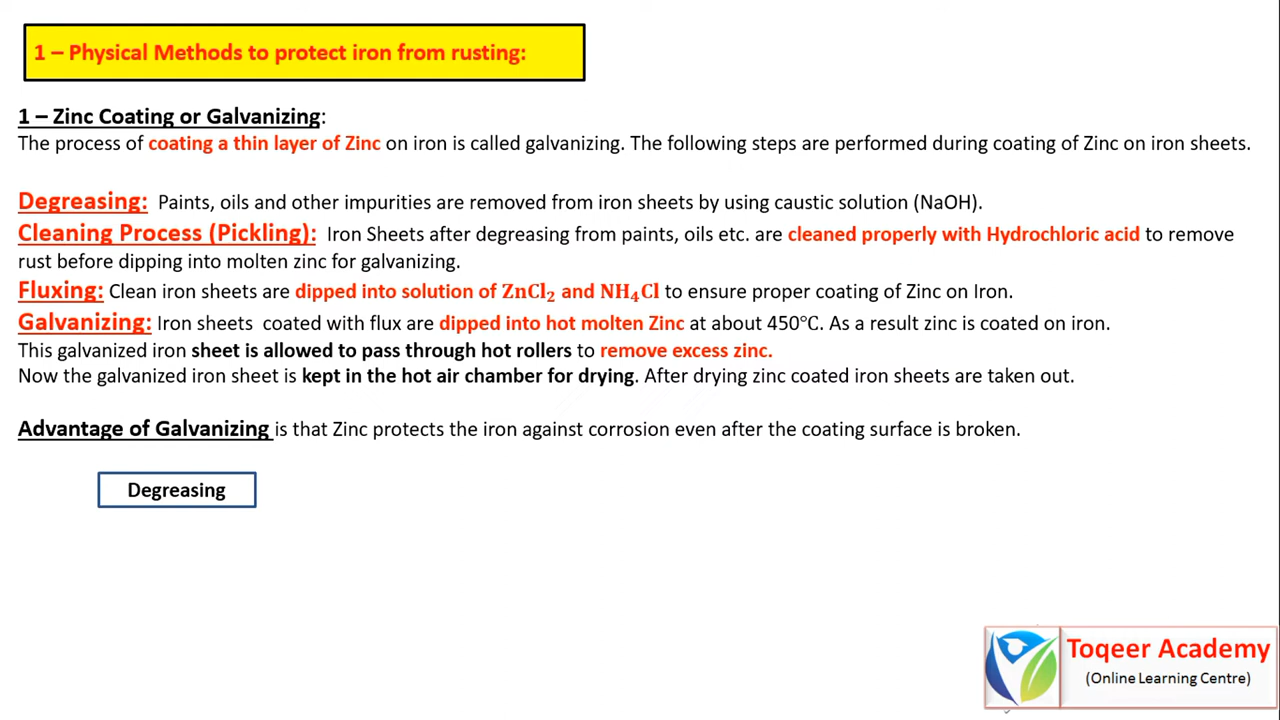 1 – Physical Methods to protect iron from rusting:
1 – Zinc Coating or Galvanizing:
The process of coating a thin layer of Zinc on iron is called galvanizing. The following steps are performed during coating of Zinc on iron sheets.
Degreasing: Paints, oils and other impurities are removed from iron sheets by using caustic solution (NaOH).
Cleaning Process (Pickling): Iron Sheets after degreasing from paints, oils etc. are cleaned properly with Hydrochloric acid to remove
rust before dipping into molten zinc for galvanizing.
Fluxing: Clean iron sheets are dipped into solution of ZnCl₂ and NH₄Cl to ensure proper coating of Zinc on Iron.
Galvanizing: Iron sheets coated with flux are dipped into hot molten Zinc at about 450°C. As a result zinc is coated on iron.
This galvanized iron sheet is allowed to pass through hot rollers to remove excess zinc.
Now the galvanized iron sheet is kept in the hot air chamber for drying. After drying zinc coated iron sheets are taken out.
Advantage of Galvanizing is that Zinc protects the iron against corrosion even after the coating surface is broken.
Degreasing
Toqeer Academy
(Online Learning Centre)